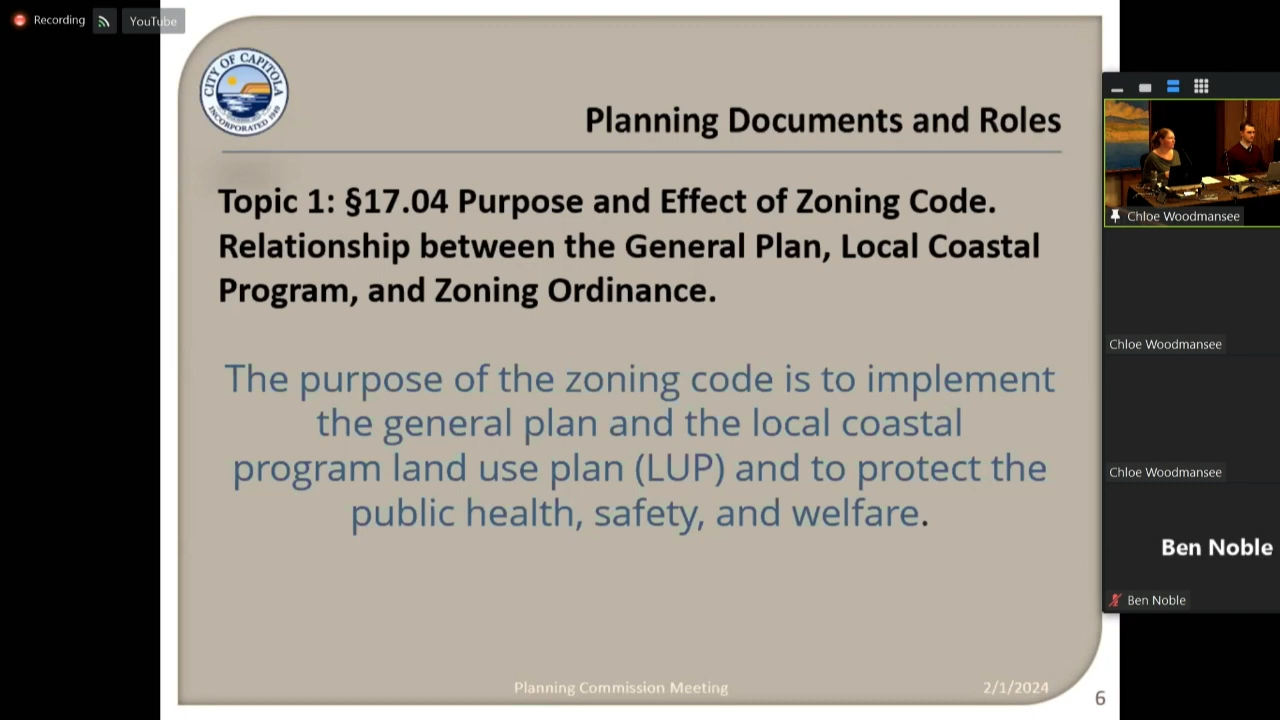 Recording
YouTube
CITY OF CAPITOLA
INCORPORATED 1949
Planning Documents and Roles
Topic 1: §17.04 Purpose and Effect of Zoning Code.
Relationship between the General Plan, Local Coastal
Program, and Zoning Ordinance.
The purpose of the zoning code is to implement
the general plan and the local coastal
program land use plan (LUP) and to protect the
public health, safety, and welfare.
Planning Commission Meeting
2/1/2024
6
Chloe Woodmansee
Chloe Woodmansee
Chloe Woodmansee
Ben Noble
Ben Noble